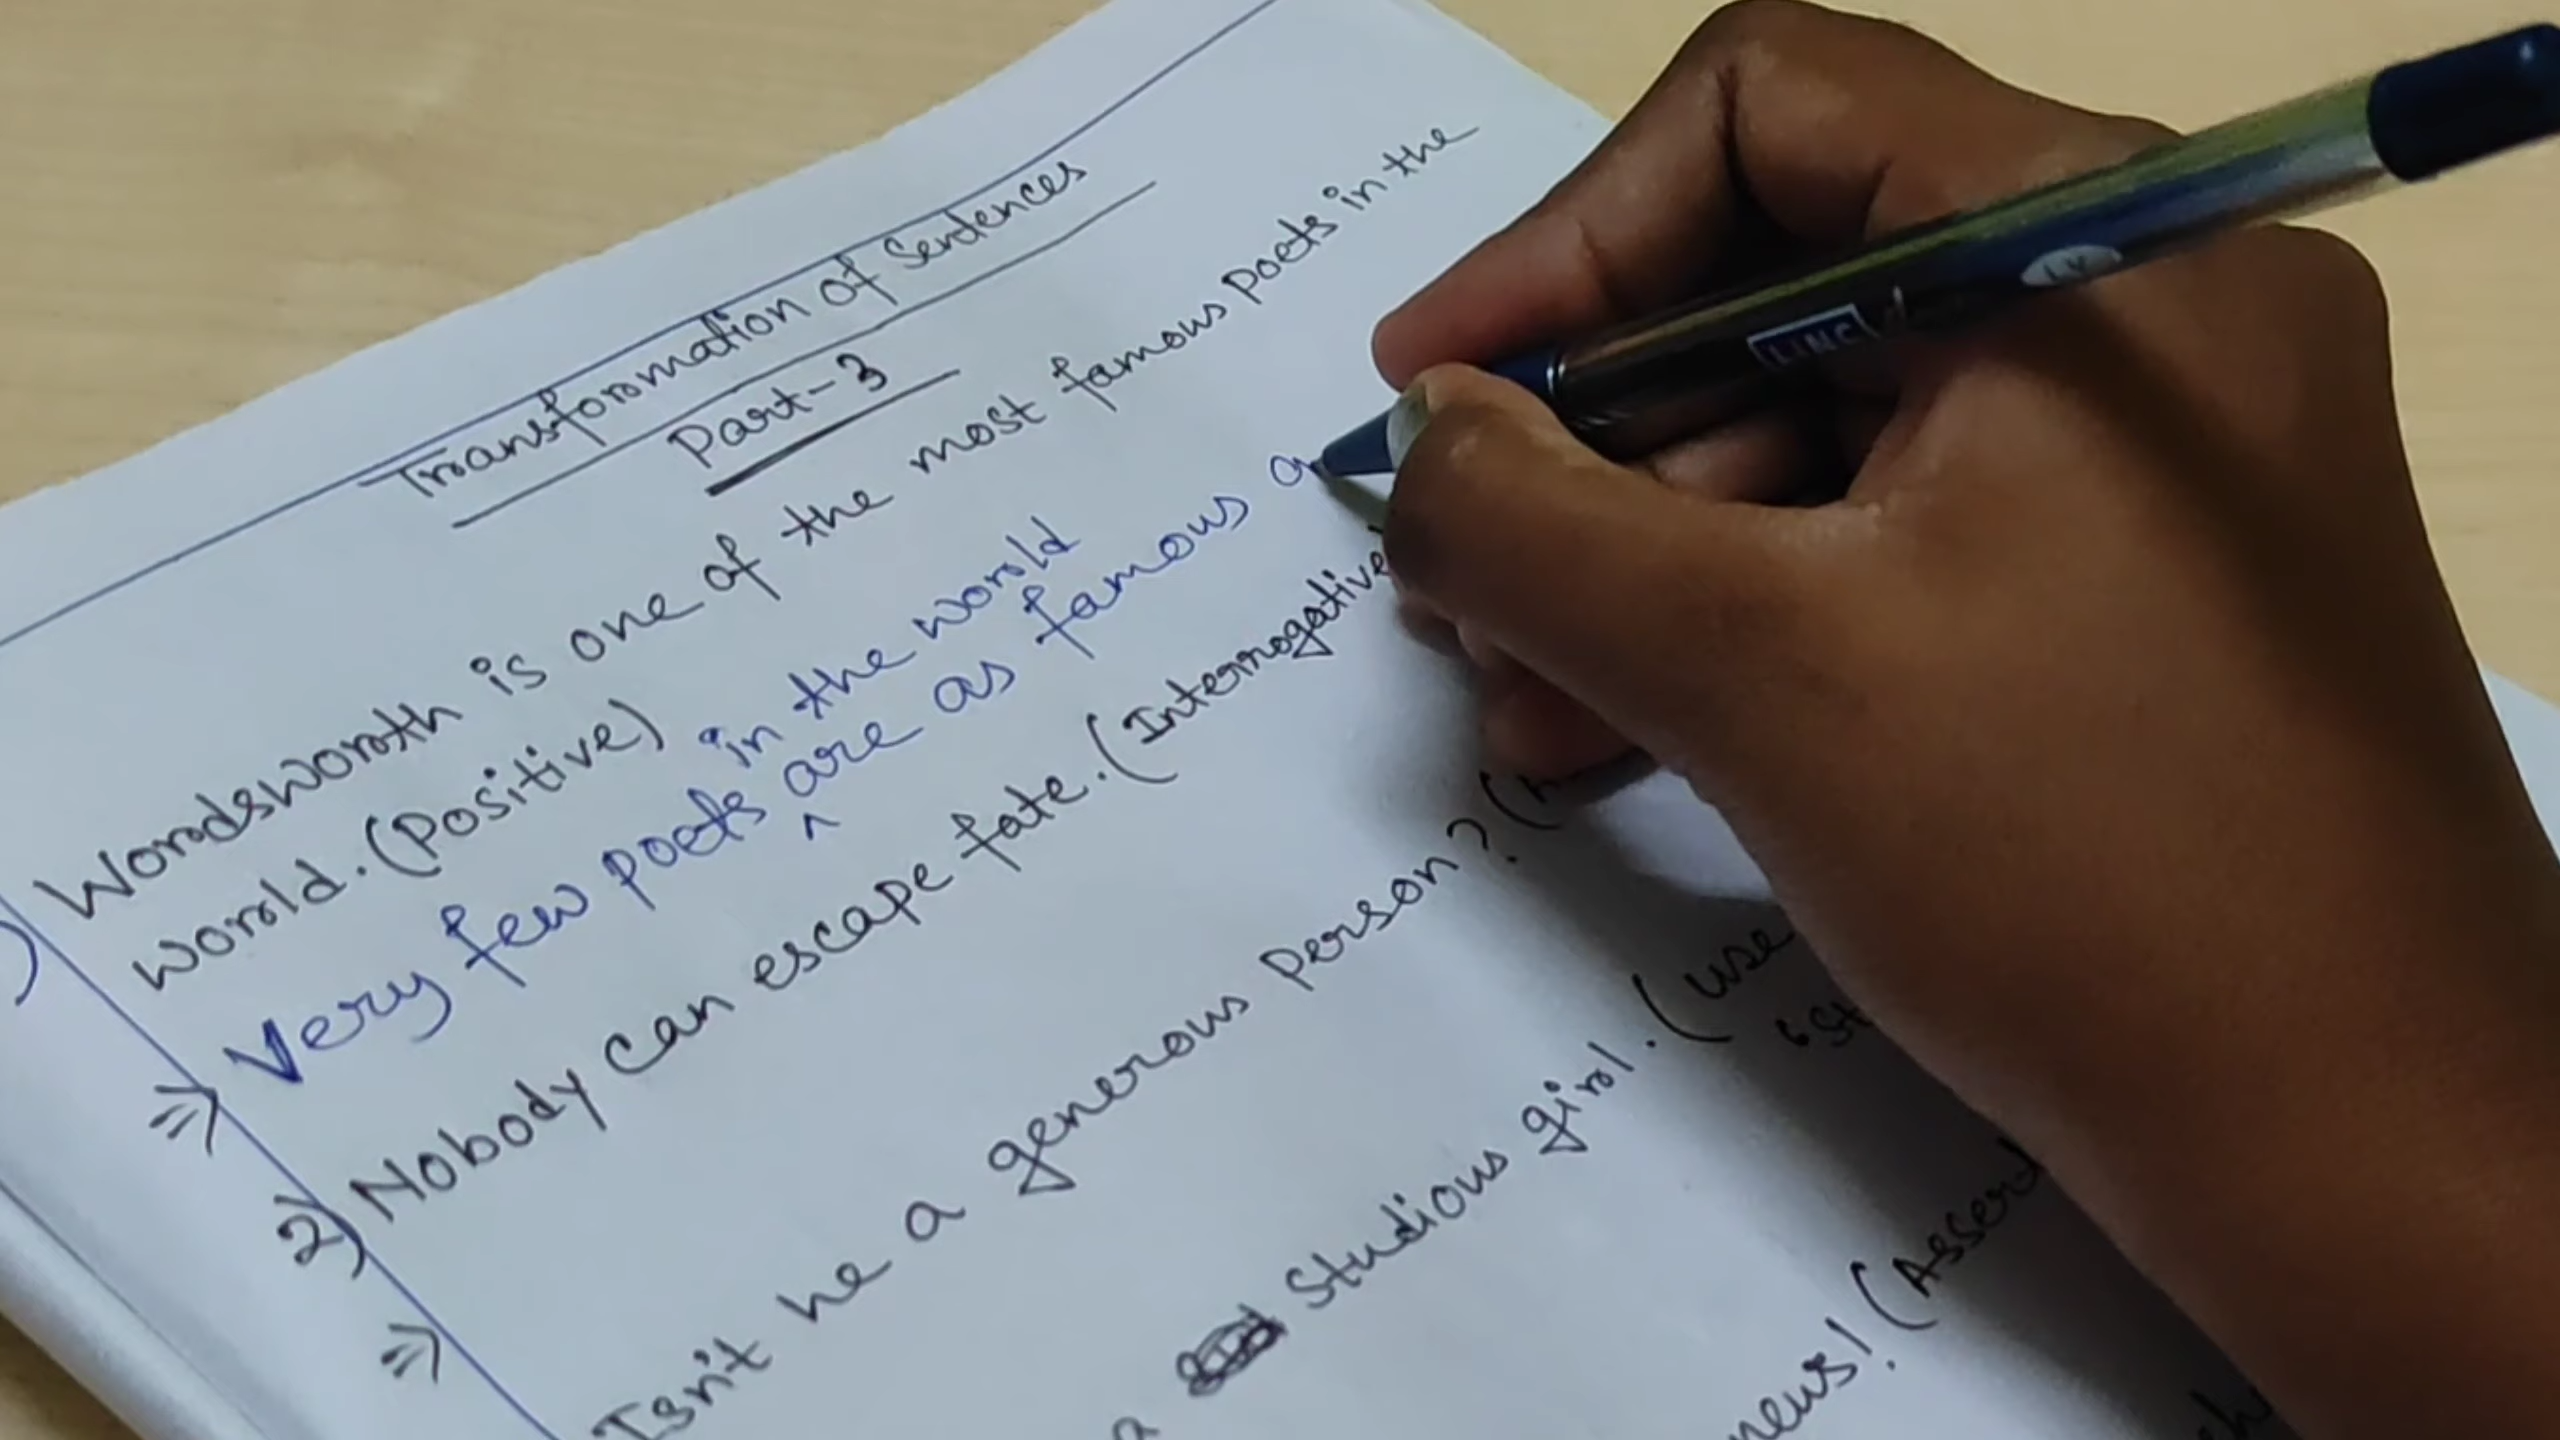 Transformation of Sentences
Part-3
Wordsworth is one of the most famous poets in the
world. (Positive)
in the world
=> Very few poets ^ are as famous a
2) Nobody can escape fate. (Interrogative)
=>
Isn't he a generous person? (
a studious girl. (use
news! (Assert
LINC